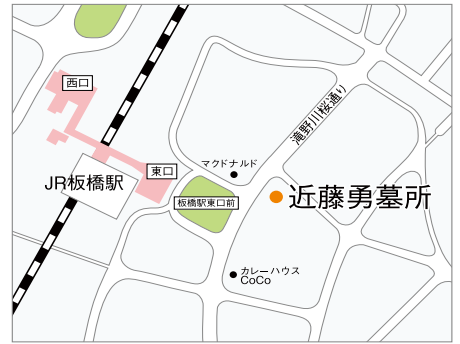 西口
滝野川桜通り
マクドナルド
東口
JR板橋駅
近藤勇墓所
板橋駅東口前
カレーハウス
CoCo